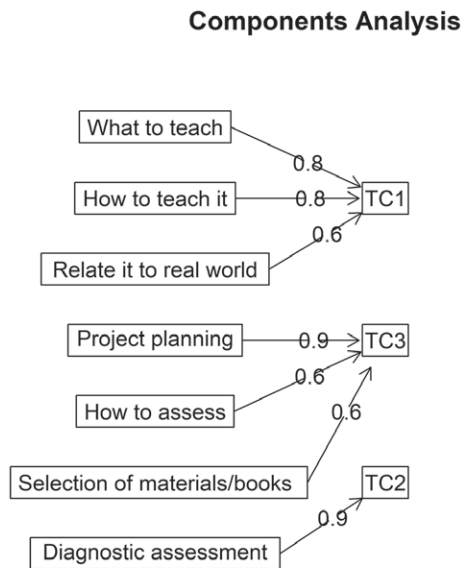 Components Analysis
What to teach
0.8
How to teach it
0.8
TC1
0.6
Relate it to real world
Project planning
0.9
TC3
0.6
How to assess
0.6
Selection of materials/books
TC2
0.9
Diagnostic assessment